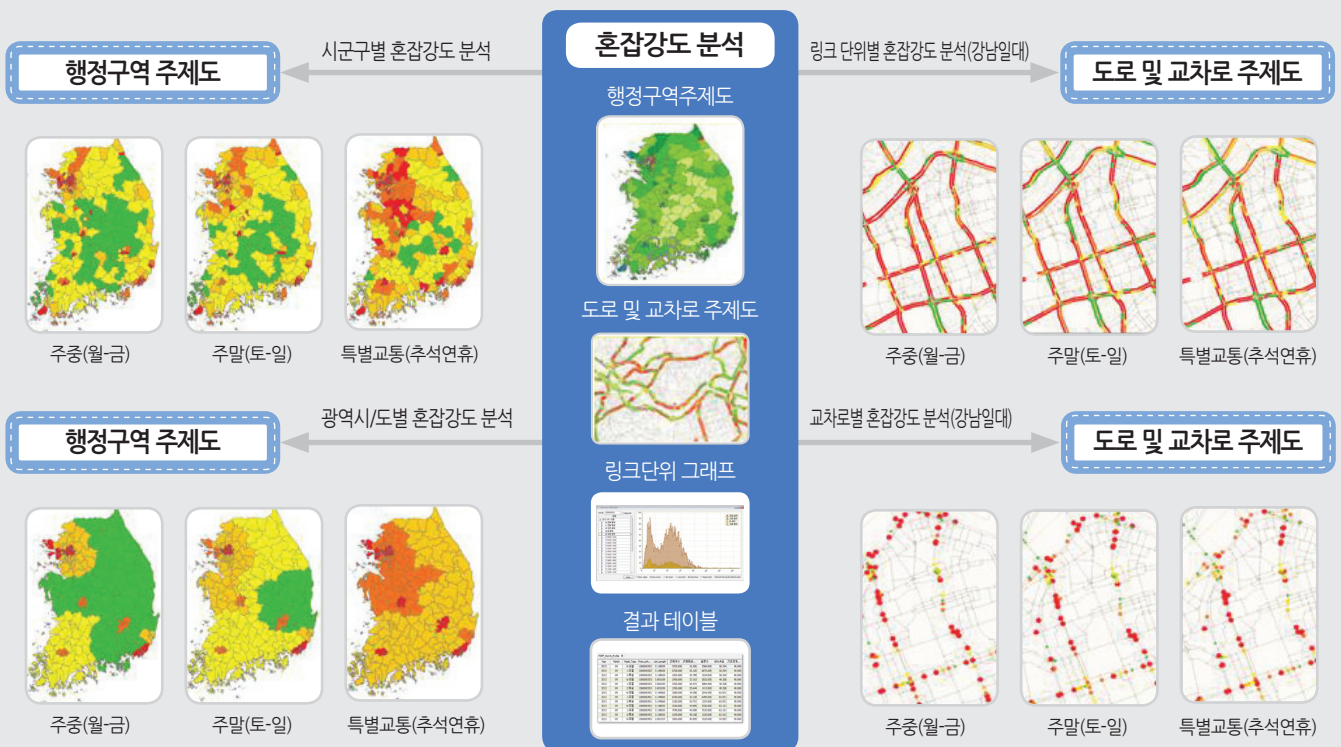 혼잡강도 분석
행정구역주제도
도로 및 교차로 주제도
링크단위 그래프
결과 테이블
시군구별 혼잡강도 분석
행정구역 주제도
주중(월-금)
주말(토-일)
특별교통(추석연휴)
광역시/도별 혼잡강도 분석
행정구역 주제도
주중(월-금)
주말(토-일)
특별교통(추석연휴)
링크 단위별 혼잡강도 분석(강남일대)
도로 및 교차로 주제도
주중(월-금)
주말(토-일)
특별교통(추석연휴)
교차로별 혼잡강도 분석(강남일대)
도로 및 교차로 주제도
주중(월-금)
주말(토-일)
특별교통(추석연휴)